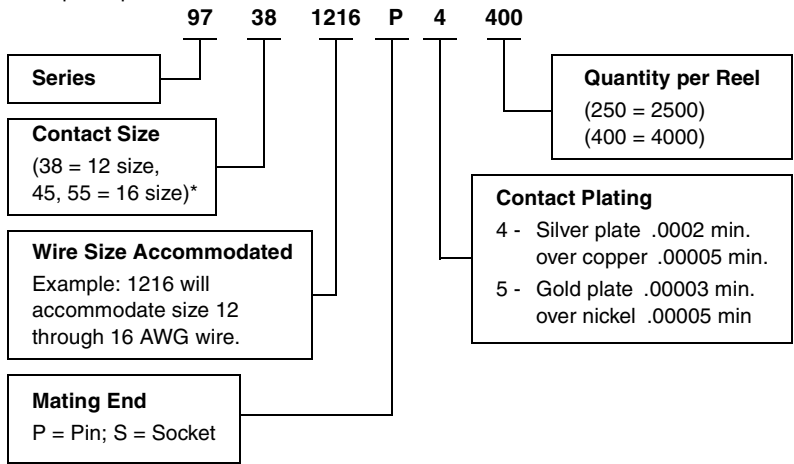 97 38 1216 P 4 400
Series
Contact Size
(38 = 12 size,
45, 55 = 16 size)*
Wire Size Accommodated
Example: 1216 will
accommodate size 12
through 16 AWG wire.
Mating End
P = Pin; S = Socket
Quantity per Reel
(250 = 2500)
(400 = 4000)
Contact Plating
4 - Silver plate .0002 min.
over copper .00005 min.
5 - Gold plate .00003 min.
over nickel .00005 min